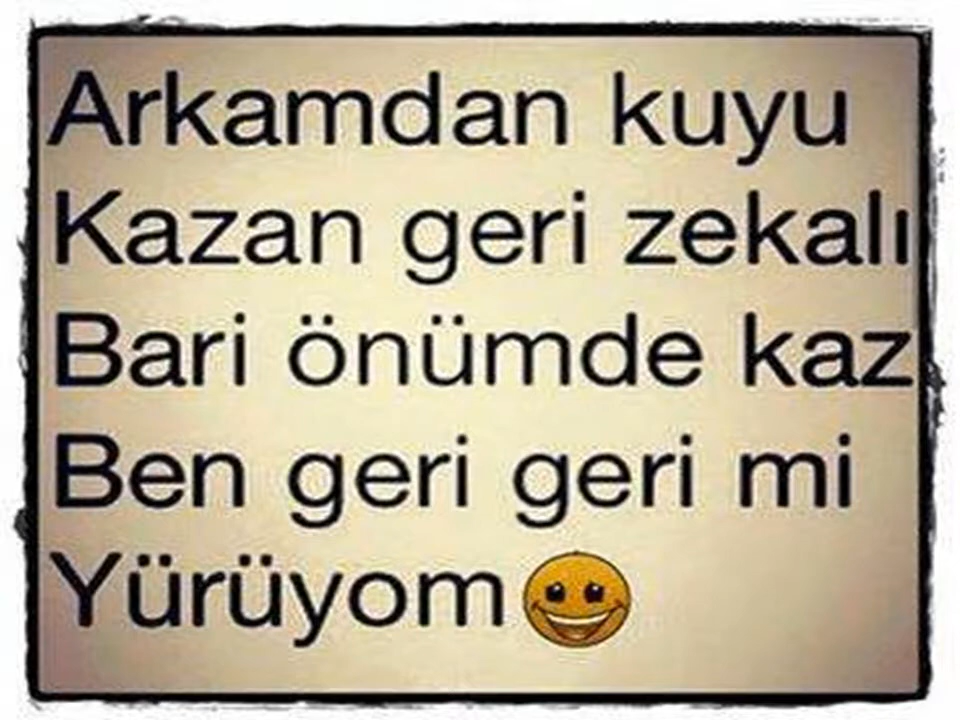 Arkamdan kuyu
Kazan geri zekalı
Bari önümde kaz
Ben geri geri mi
Yürüyom